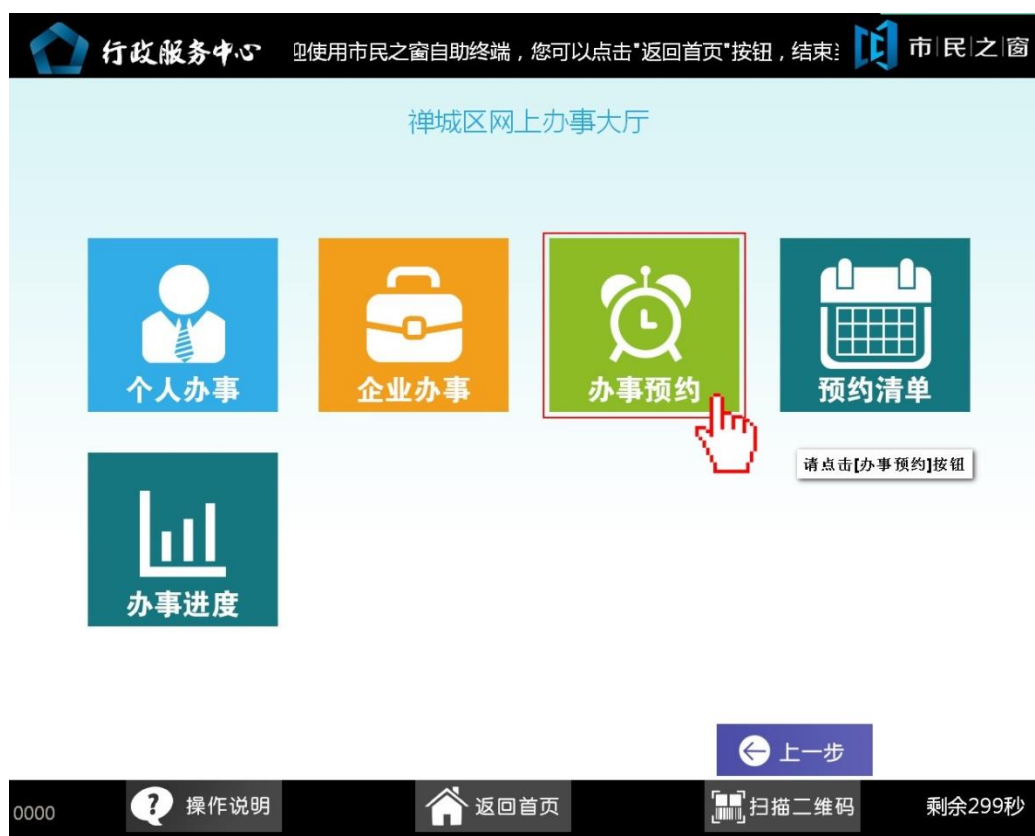 行政服务中心
迎使用市民之窗自助终端，您可以点击"返回首页"按钮，结束
市民之窗
禅城区网上办事大厅
个人办事
企业办事
办事预约
预约清单
请点击[办事预约]按钮
办事进度
上一步
0000
操作说明
返回首页
扫描二维码
剩余299秒